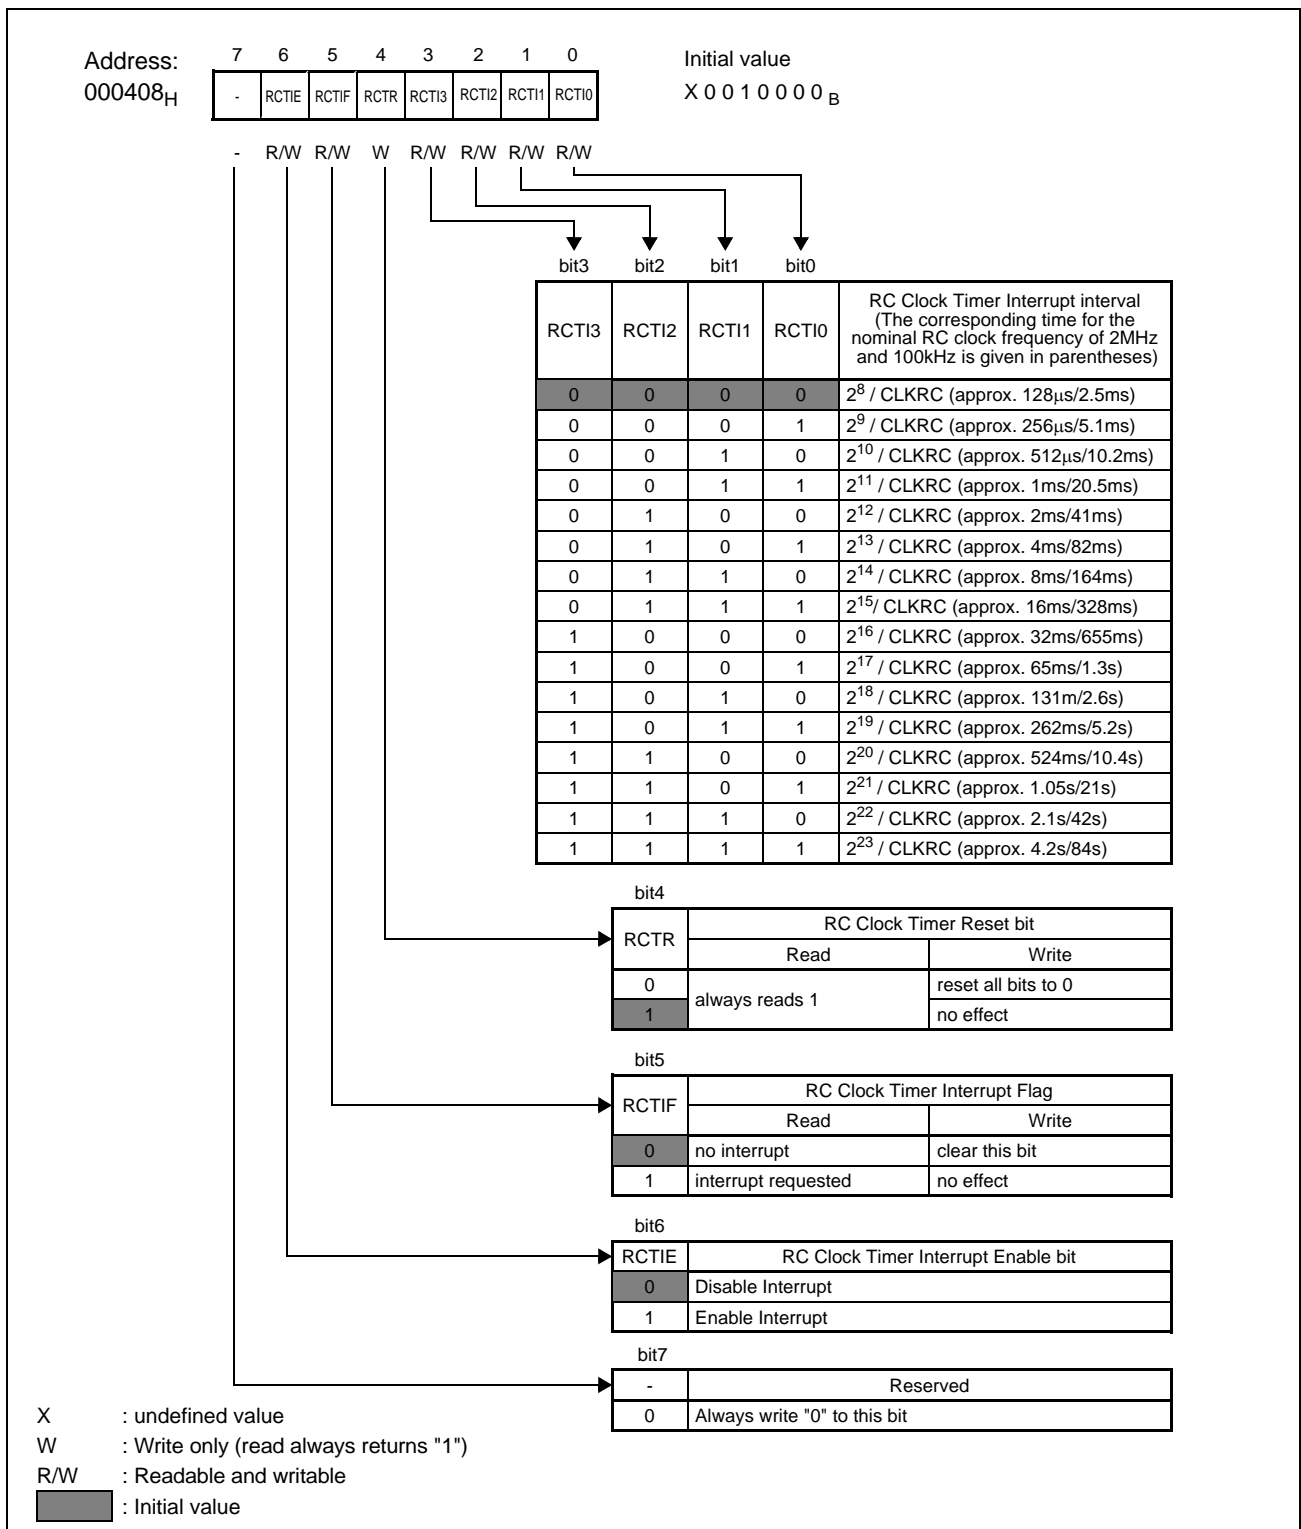 Address: 7 6 5 4 3 2 1 0 Initial value
000408H - RCTIE RCTIF RCTR RCTI3 RCTI2 RCTI1 RCTI0 X 0 0 1 0 0 0 0 B
- R/W R/W W R/W R/W R/W R/W
bit3 bit2 bit1 bit0
RCTI3 RCTI2 RCTI1 RCTI0 RC Clock Timer Interrupt interval
(The corresponding time for the
nominal RC clock frequency of 2MHz
and 100kHz is given in parentheses)
0 0 0 0 2^8 / CLKRC (approx. 128µs/2.5ms)
0 0 0 1 2^9 / CLKRC (approx. 256µs/5.1ms)
0 0 1 0 2^10 / CLKRC (approx. 512µs/10.2ms)
0 0 1 1 2^11 / CLKRC (approx. 1ms/20.5ms)
0 1 0 0 2^12 / CLKRC (approx. 2ms/41ms)
0 1 0 1 2^13 / CLKRC (approx. 4ms/82ms)
0 1 1 0 2^14 / CLKRC (approx. 8ms/164ms)
0 1 1 1 2^15/ CLKRC (approx. 16ms/328ms)
1 0 0 0 2^16 / CLKRC (approx. 32ms/655ms)
1 0 0 1 2^17 / CLKRC (approx. 65ms/1.3s)
1 0 1 0 2^18 / CLKRC (approx. 131m/2.6s)
1 0 1 1 2^19 / CLKRC (approx. 262ms/5.2s)
1 1 0 0 2^20 / CLKRC (approx. 524ms/10.4s)
1 1 0 1 2^21 / CLKRC (approx. 1.05s/21s)
1 1 1 0 2^22 / CLKRC (approx. 2.1s/42s)
1 1 1 1 2^23 / CLKRC (approx. 4.2s/84s)
bit4
RCTR RC Clock Timer Reset bit
Read Write
0 always reads 1 reset all bits to 0
1 no effect
bit5
RCTIF RC Clock Timer Interrupt Flag
Read Write
0 no interrupt clear this bit
1 interrupt requested no effect
bit6
RCTIE RC Clock Timer Interrupt Enable bit
0 Disable Interrupt
1 Enable Interrupt
bit7
- Reserved
0 Always write "0" to this bit
X : undefined value
W : Write only (read always returns "1")
R/W : Readable and writable
: Initial value